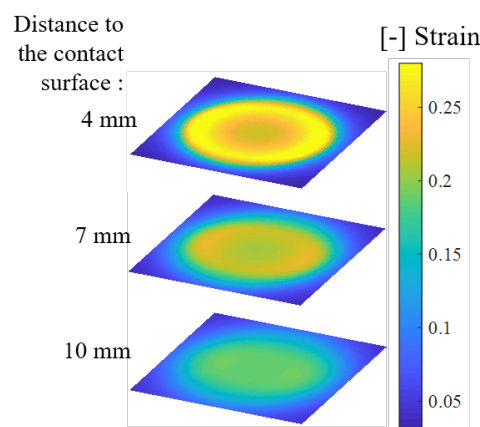 Distance to
the contact
surface :
[-] Strain
4 mm
7 mm
10 mm
0.25
0.2
0.15
0.1
0.05